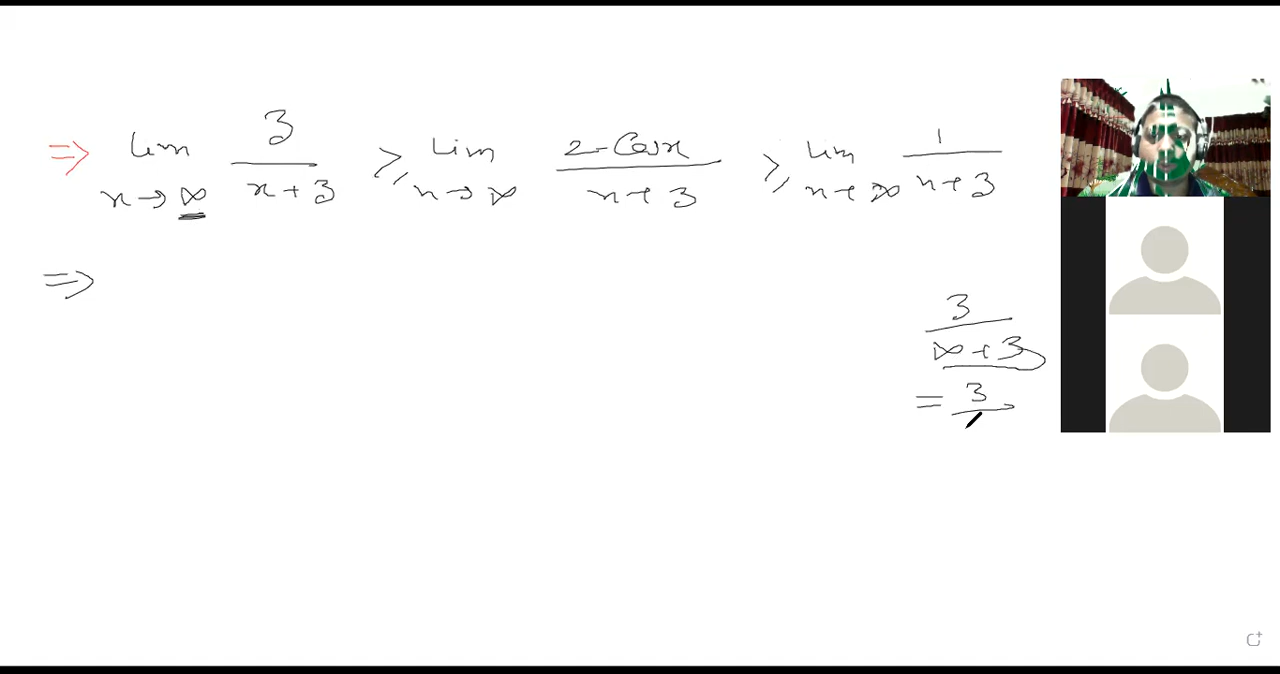 ⇒ lim x→∞ 3/(x+3) ≥ Lim x→∞ (2-Cosx)/(x+3) ≥ lim x→∞ 1/(x+3)
⇒
3/(∞+3)
= 3/